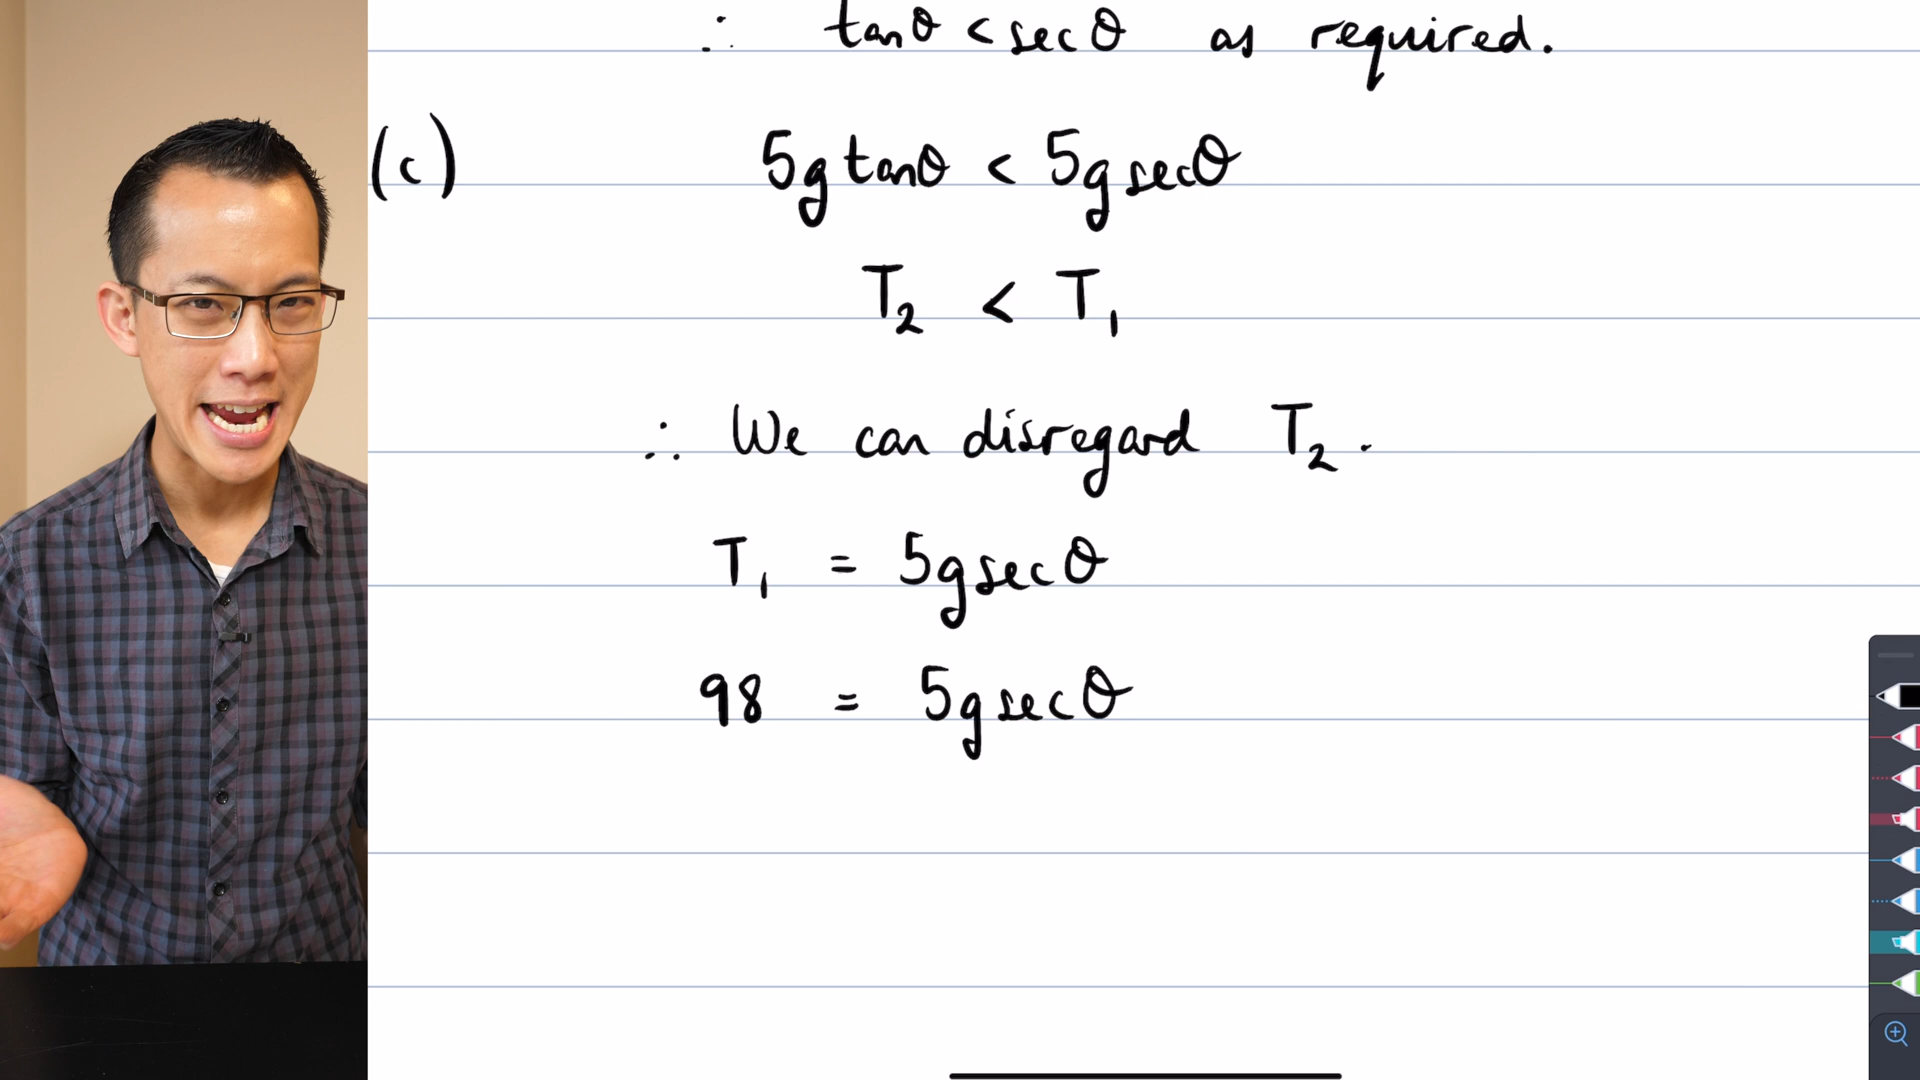 ∴ tanθ < secθ as required.
(c) 5g tanθ < 5g secθ
T₂ < T₁
∴ We can disregard T₂.
T₁ = 5g secθ
98 = 5g secθ